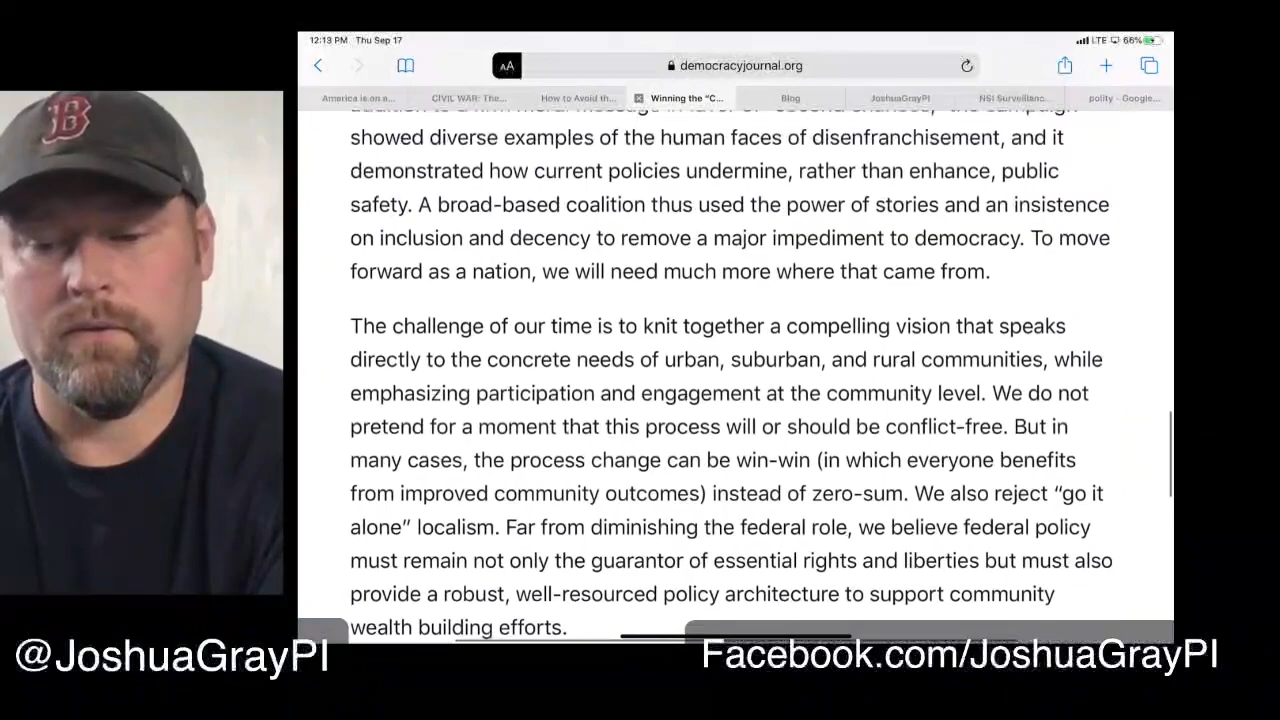 12:13 PM Thu Sep 17
LTE 66%
AA
democracyjournal.org
America is on a...
CIVIL WAR: The...
How to Avoid th...
Winning the “C...
Blog
JoshuaGrayPI
NSI Surveillanc...
polity - Google...
showed diverse examples of the human faces of disenfranchisement, and it
demonstrated how current policies undermine, rather than enhance, public
safety. A broad-based coalition thus used the power of stories and an insistence
on inclusion and decency to remove a major impediment to democracy. To move
forward as a nation, we will need much more where that came from.
The challenge of our time is to knit together a compelling vision that speaks
directly to the concrete needs of urban, suburban, and rural communities, while
emphasizing participation and engagement at the community level. We do not
pretend for a moment that this process will or should be conflict-free. But in
many cases, the process change can be win-win (in which everyone benefits
from improved community outcomes) instead of zero-sum. We also reject “go it
alone” localism. Far from diminishing the federal role, we believe federal policy
must remain not only the guarantor of essential rights and liberties but must also
provide a robust, well-resourced policy architecture to support community
wealth building efforts.
B
@JoshuaGrayPI
Facebook.com/JoshuaGrayPI